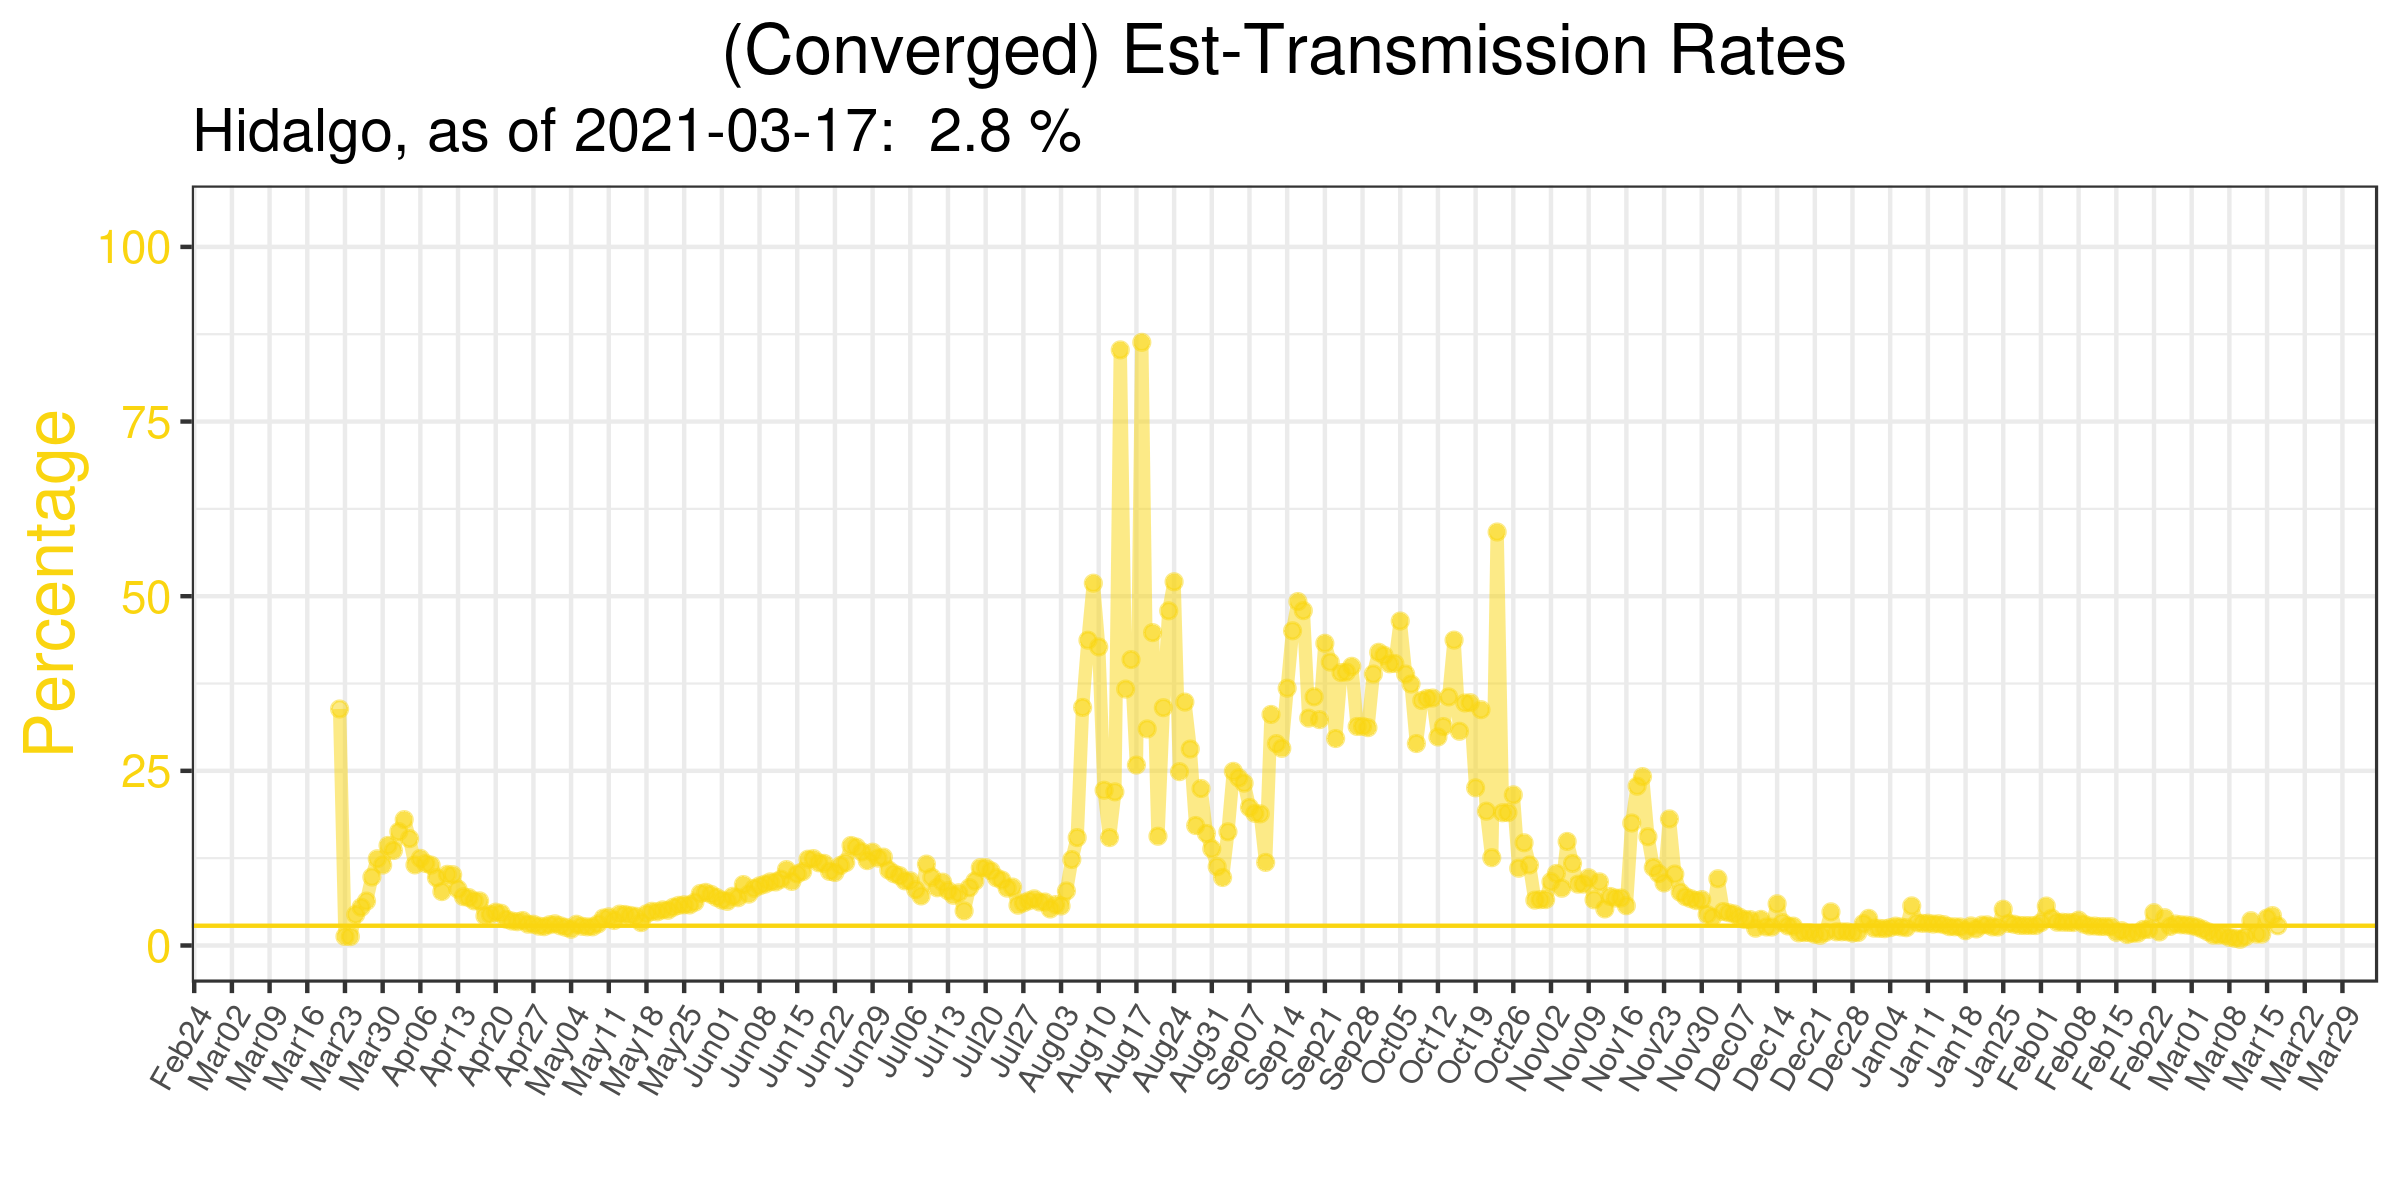 (Converged) Est-Transmission Rates
Hidalgo, as of 2021-03-17:  2.8 %
Percentage
100
75
50
25
0
Feb24
Mar02
Mar09
Mar16
Mar23
Mar30
Apr06
Apr13
Apr20
Apr27
May04
May11
May18
May25
Jun01
Jun08
Jun15
Jun22
Jun29
Jul06
Jul13
Jul20
Jul27
Aug03
Aug10
Aug17
Aug24
Aug31
Sep07
Sep14
Sep21
Sep28
Oct05
Oct12
Oct19
Oct26
Nov02
Nov09
Nov16
Nov23
Nov30
Dec07
Dec14
Dec21
Dec28
Jan04
Jan11
Jan18
Jan25
Feb01
Feb08
Feb15
Feb22
Mar01
Mar08
Mar15
Mar22
Mar29